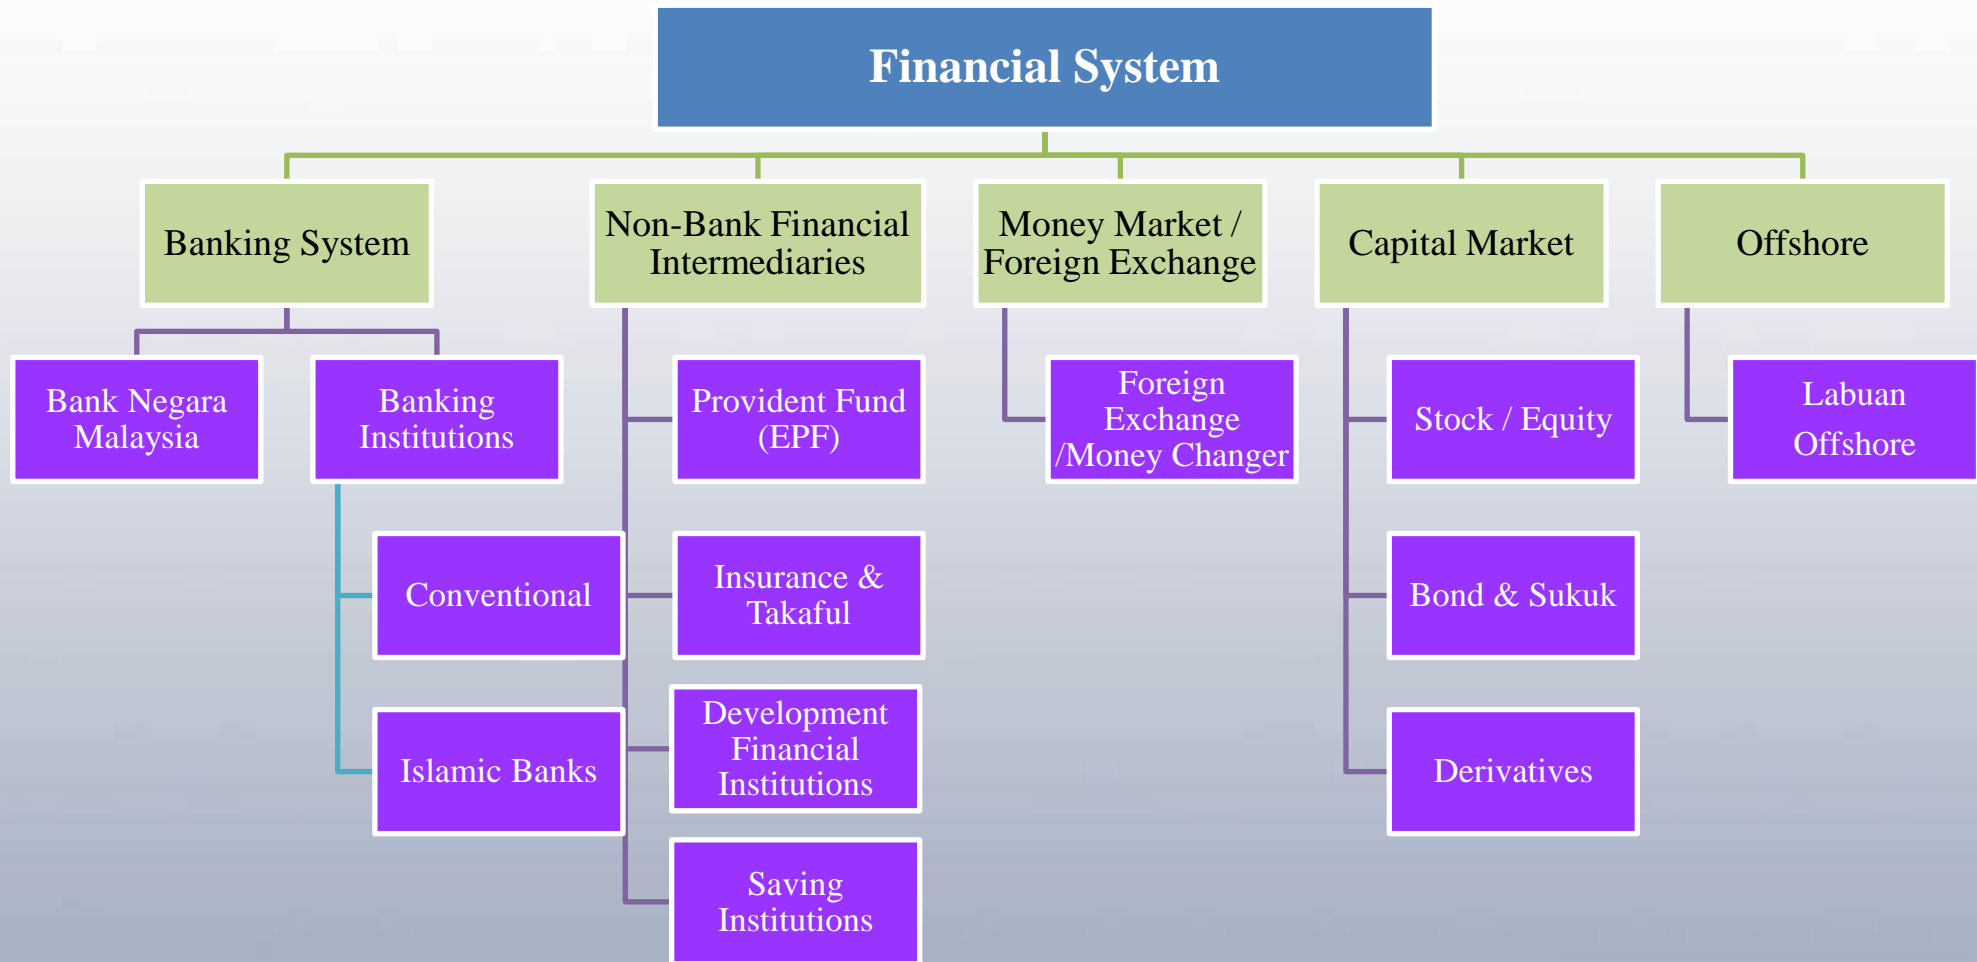 Financial System
Banking System
Non-Bank Financial
Intermediaries
Money Market /
Foreign Exchange
Capital Market
Offshore
Bank Negara
Malaysia
Banking
Institutions
Provident Fund
(EPF)
Foreign
Exchange
/Money Changer
Stock / Equity
Labuan
Offshore
Conventional
Insurance &
Takaful
Bond & Sukuk
Islamic Banks
Development
Financial
Institutions
Derivatives
Saving
Institutions